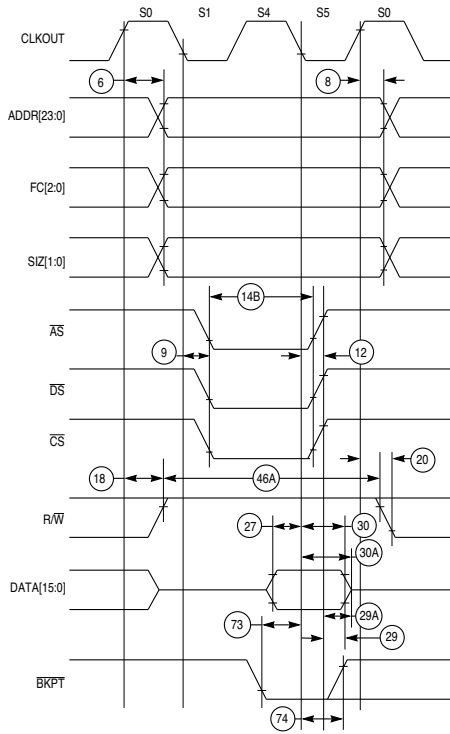 S0 S1 S4 S5 S0
CLKOUT
6 8
ADDR[23:0]
FC[2:0]
SIZ[1:0]
14B
AS
9 12
DS
CS
20
18 46A
R/W
27 30
30A
DATA[15:0]
29A
73 29
BKPT
74